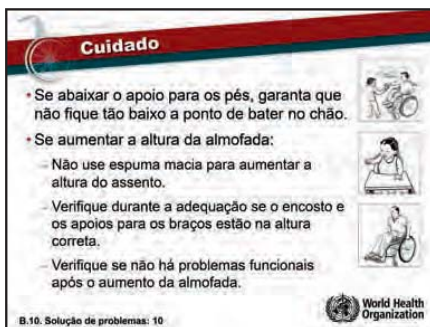 Cuidado
• Se abaixar o apoio para os pés, garanta que
não fique tão baixo a ponto de bater no chão.
• Se aumentar a altura da almofada:
– Não use espuma macia para aumentar a
altura do assento.
– Verifique durante a adequação se o encosto e
os apoios para os braços estão na altura
correta.
– Verifique se não há problemas funcionais
após o aumento da almofada.
B.10. Solução de problemas: 10
World Health
Organization